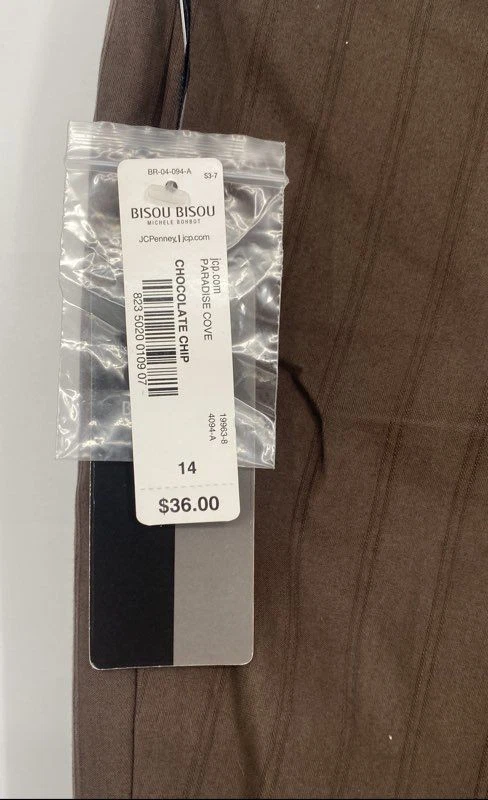 BR-04-094-A
S3-7
BISOU BISOU
MICHELE BOHBOT
JCPenney | jcp.com
jcp.com
PARADISE COVE
CHOCOLATE CHIP
823 5020 0109 07
19963-8
4094-A
14
$36.00